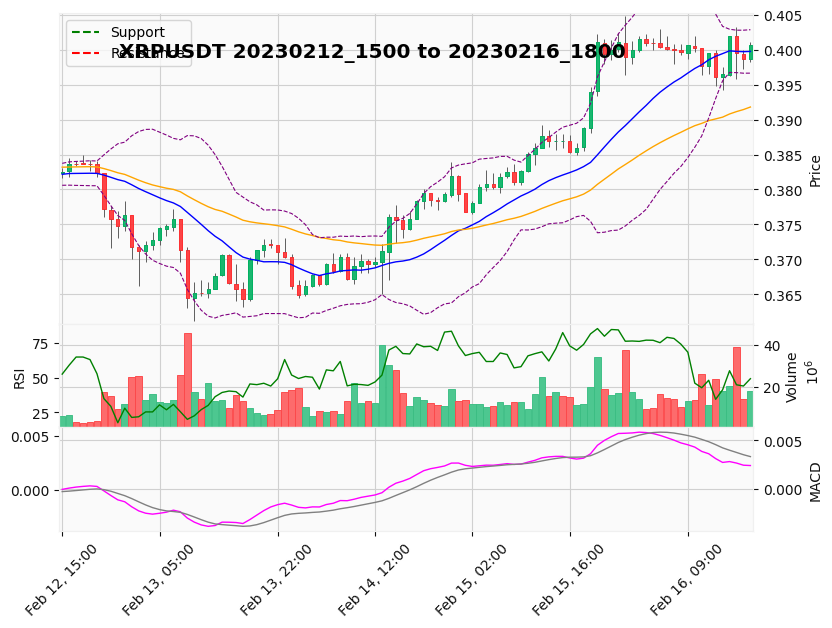 Support
Resistance
XRPUSDT 20230212_1500 to 20230216_1800
0.405
0.400
0.395
0.390
0.385
0.380
0.375
0.370
0.365
Price
RSI
75
50
25
40
20
Volume
10^6
0.005
0.000
0.005
0.000
MACD
Feb 12, 15:00
Feb 13, 05:00
Feb 13, 22:00
Feb 14, 12:00
Feb 15, 02:00
Feb 15, 16:00
Feb 16, 09:00